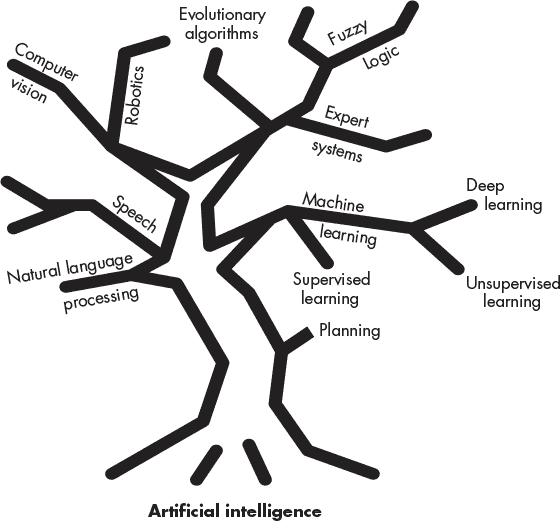 Evolutionary
algorithms
Fuzzy
Logic
Computer
vision
Robotics
Expert
systems
Speech
Machine
learning
Deep
learning
Natural language
processing
Supervised
learning
Unsupervised
learning
Planning
Artificial intelligence